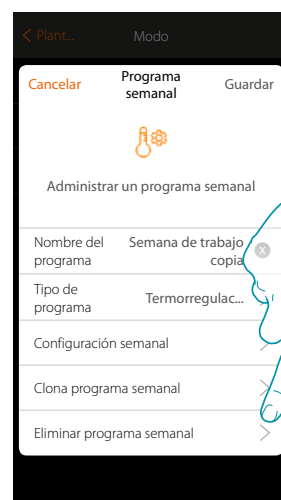 < Plant... Modo
Cancelar Programa semanal Guardar
Administrar un programa semanal
Nombre del programa Semana de trabajo copia x
Tipo de programa Termorregulac...
Configuración semanal
Clona programa semanal
Eliminar programa semanal